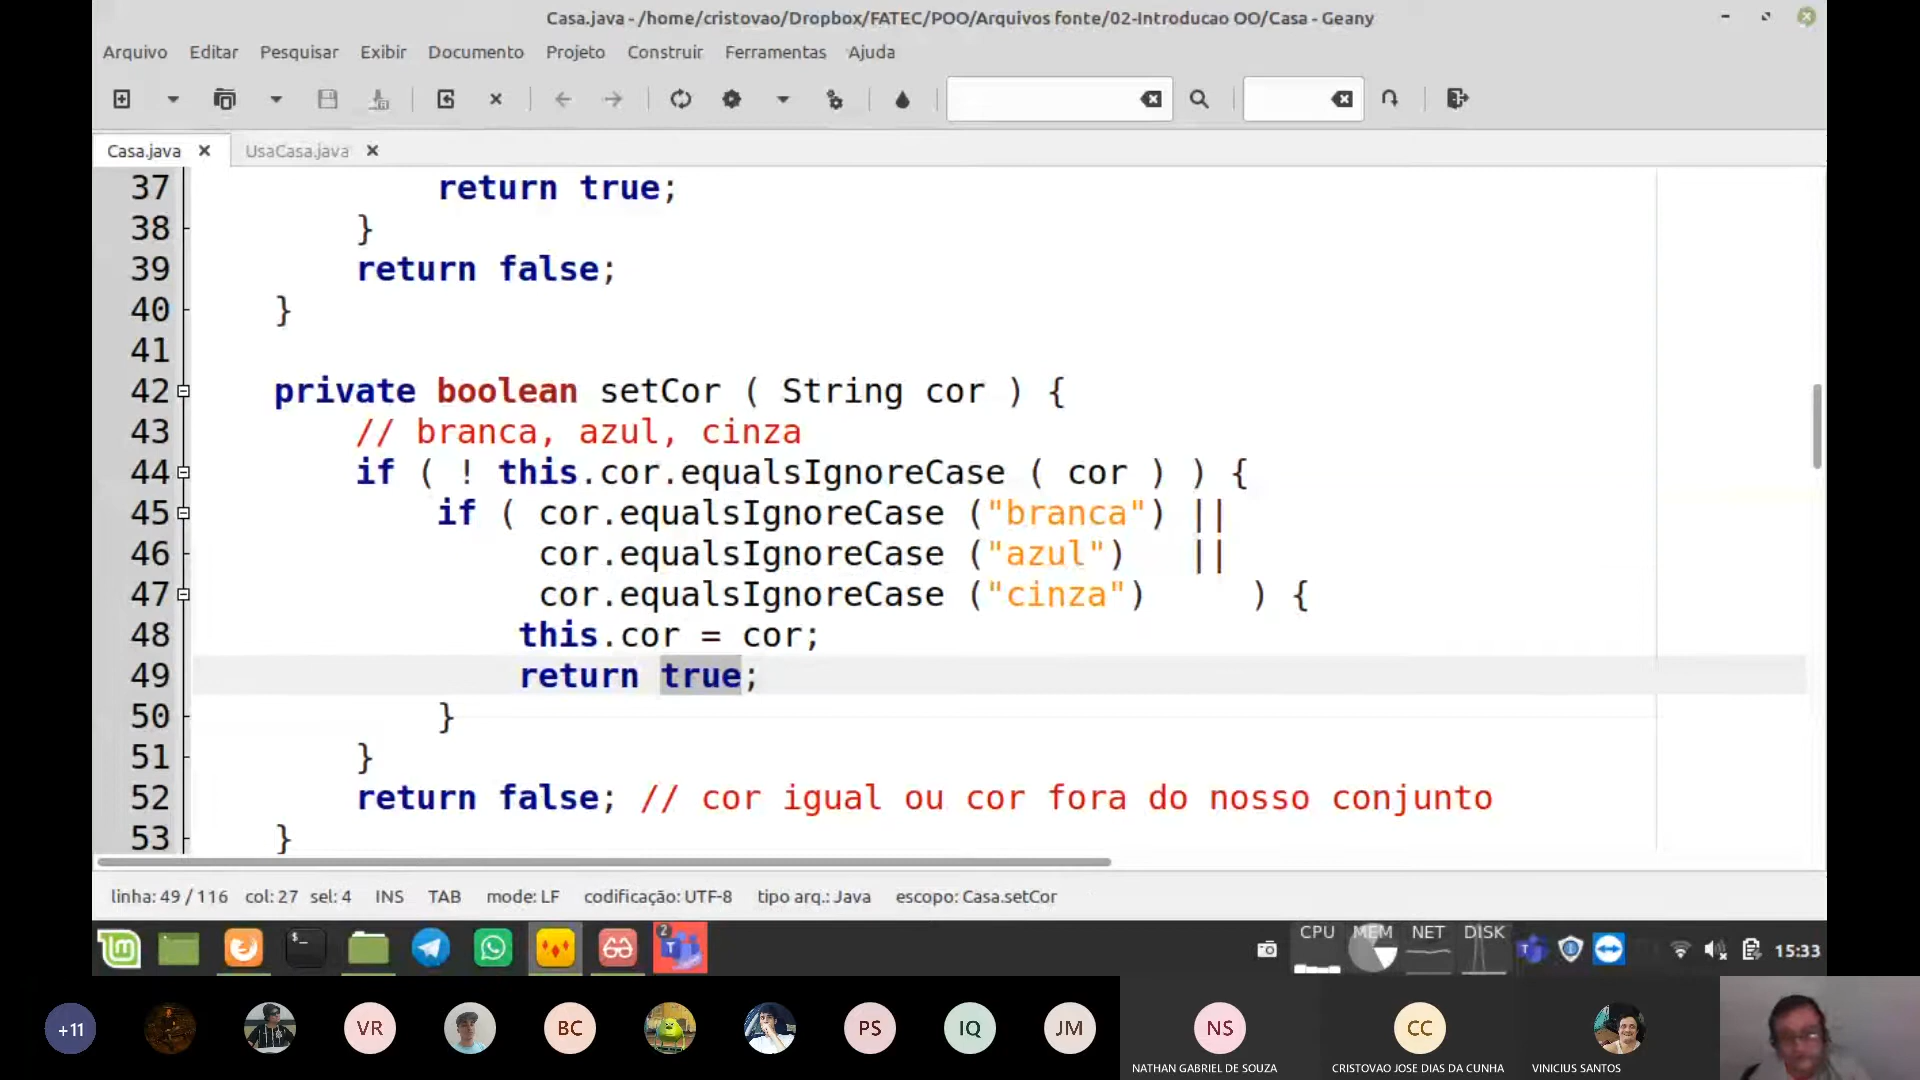 Casa.java - /home/cristovao/Dropbox/FATEC/POO/Arquivos fonte/02-Introducao OO/Casa - Geany
Arquivo Editar Pesquisar Exibir Documento Projeto Construir Ferramentas Ajuda
Casa.java UsaCasa.java
37 return true;
38 }
39 return false;
40 }
41
42 private boolean setCor ( String cor ) {
43 // branca, azul, cinza
44 if ( ! this.cor.equalsIgnoreCase ( cor ) ) {
45 if ( cor.equalsIgnoreCase ("branca") ||
46 cor.equalsIgnoreCase ("azul") ||
47 cor.equalsIgnoreCase ("cinza") ) {
48 this.cor = cor;
49 return true;
50 }
51 }
52 return false; // cor igual ou cor fora do nosso conjunto
53 }
linha: 49 / 116 col: 27 sel: 4 INS TAB mode: LF codificação: UTF-8 tipo arq.: Java escopo: Casa.setCor
2 CPU MEM NET DISK 15:33
+11 VR BC PS IQ JM NS CC
NATHAN GABRIEL DE SOUZA CRISTOVAO JOSE DIAS DA CUNHA VINICIUS SANTOS